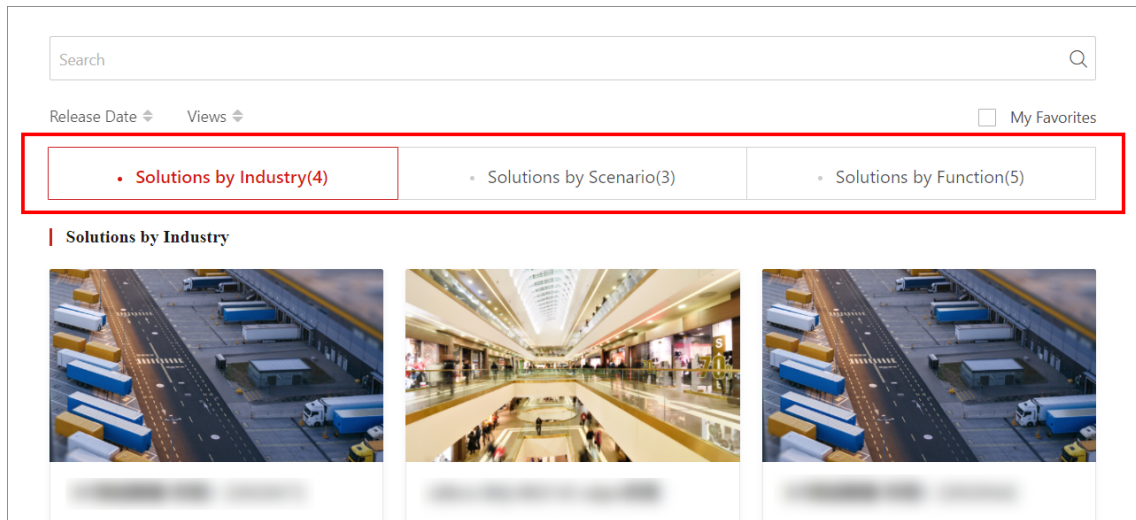 Search
Release Date Views My Favorites
• Solutions by Industry(4) • Solutions by Scenario(3) • Solutions by Function(5)
Solutions by Industry
S
70